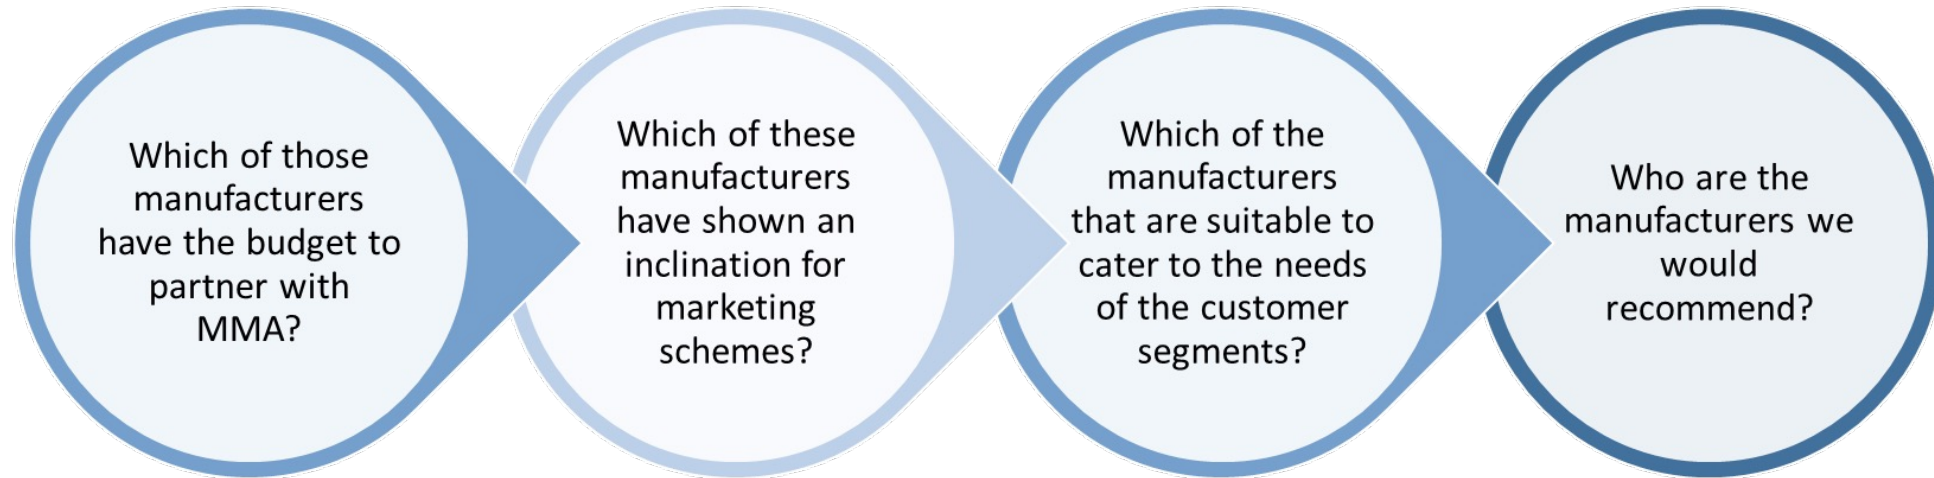 Which of those
manufacturers
have the budget to
partner with
MMA?
Which of these
manufacturers
have shown an
inclination for
marketing
schemes?
Which of the
manufacturers
that are suitable to
cater to the needs
of the customer
segments?
Who are the
manufacturers we
would
recommend?